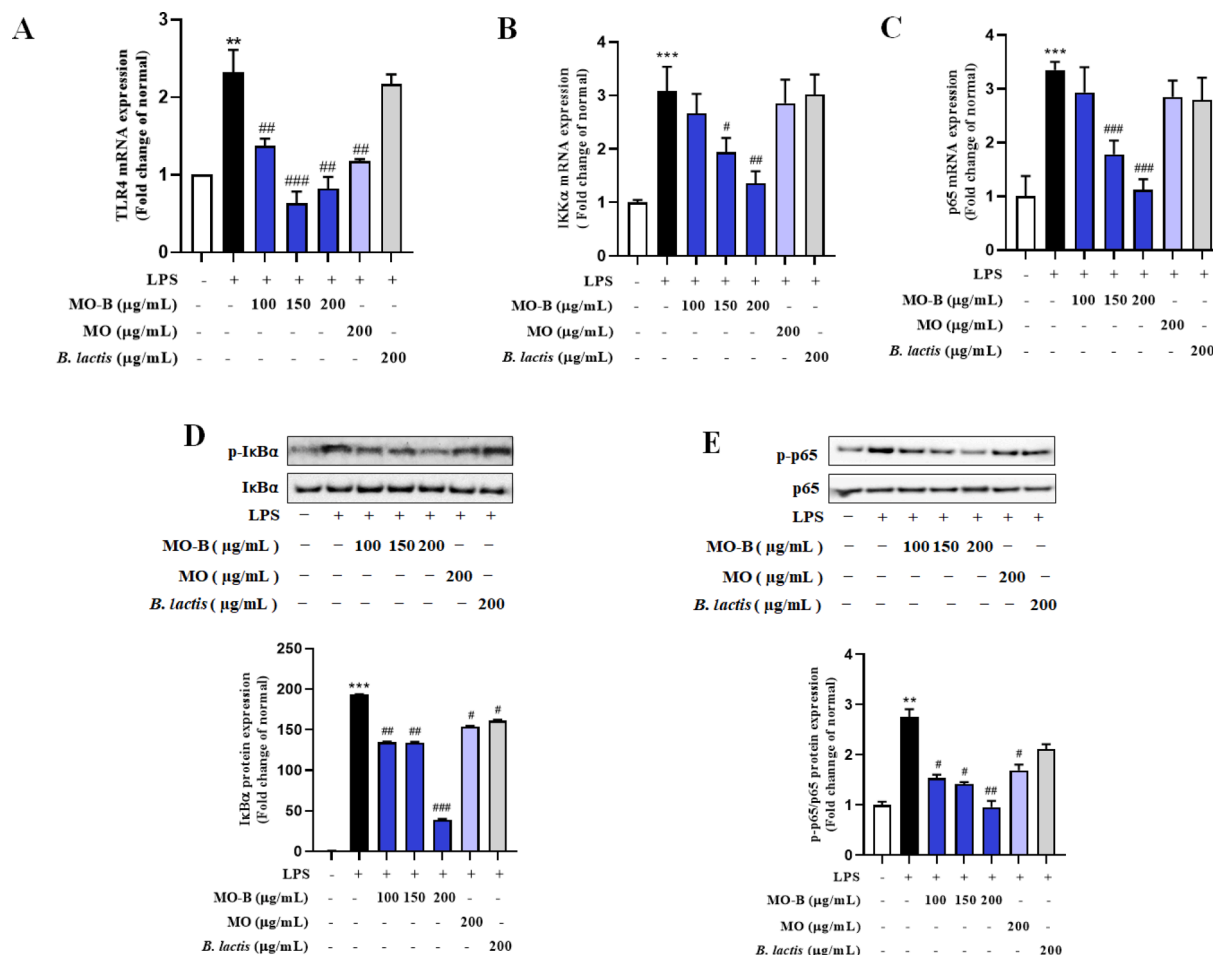 A
TLR4 mRNA expression
(Fold change of normal)
3
2
1
0
**
##
###
##
##
LPS - + + + + + +
MO-B (μg/mL) - - 100 150 200 - -
MO (μg/mL) - - - - - 200 -
B. lactis (μg/mL) - - - - - - 200
B
IKKα mRNA expression
( Fold change of normal)
4
3
2
1
0
***
#
##
LPS - + + + + + +
MO-B (μg/mL) - - 100 150 200 - -
MO (μg/mL) - - - - - 200 -
B. lactis (μg/mL) - - - - - - 200
C
p65 mRNA expression
(Fold change of normal)
4
3
2
1
0
***
###
###
LPS - + + + + + +
MO-B (μg/mL) - - 100 150 200 - -
MO (μg/mL) - - - - - 200 -
B. lactis (μg/mL) - - - - - - 200
D
p-IκBα
IκBα
LPS – + + + + + +
MO-B ( μg/mL ) – – 100 150 200 – –
MO ( μg/mL ) – – – – – 200 –
B. lactis ( μg/mL ) – – – – – – 200
IκBα protein expression
(Fold change of normal)
250
200
150
100
50
0
***
##
##
###
#
#
LPS - + + + + + +
MO-B (μg/mL) - - 100 150 200 - -
MO (μg/mL) - - - - - 200 -
B. lactis (μg/mL) - - - - - - 200
E
p-p65
p65
LPS – + + + + + +
MO-B ( μg/mL ) – – 100 150 200 – –
MO ( μg/mL ) – – – – – 200 –
B. lactis ( μg/mL ) – – – – – – 200
p-p65/p65 protein expression
(Fold channge of normal)
4
3
2
1
0
**
#
#
##
#
LPS - + + + + + +
MO-B (μg/mL) - - 100 150 200 - -
MO (μg/mL) - - - - - 200 -
B. lactis (μg/mL) - - - - - - 200